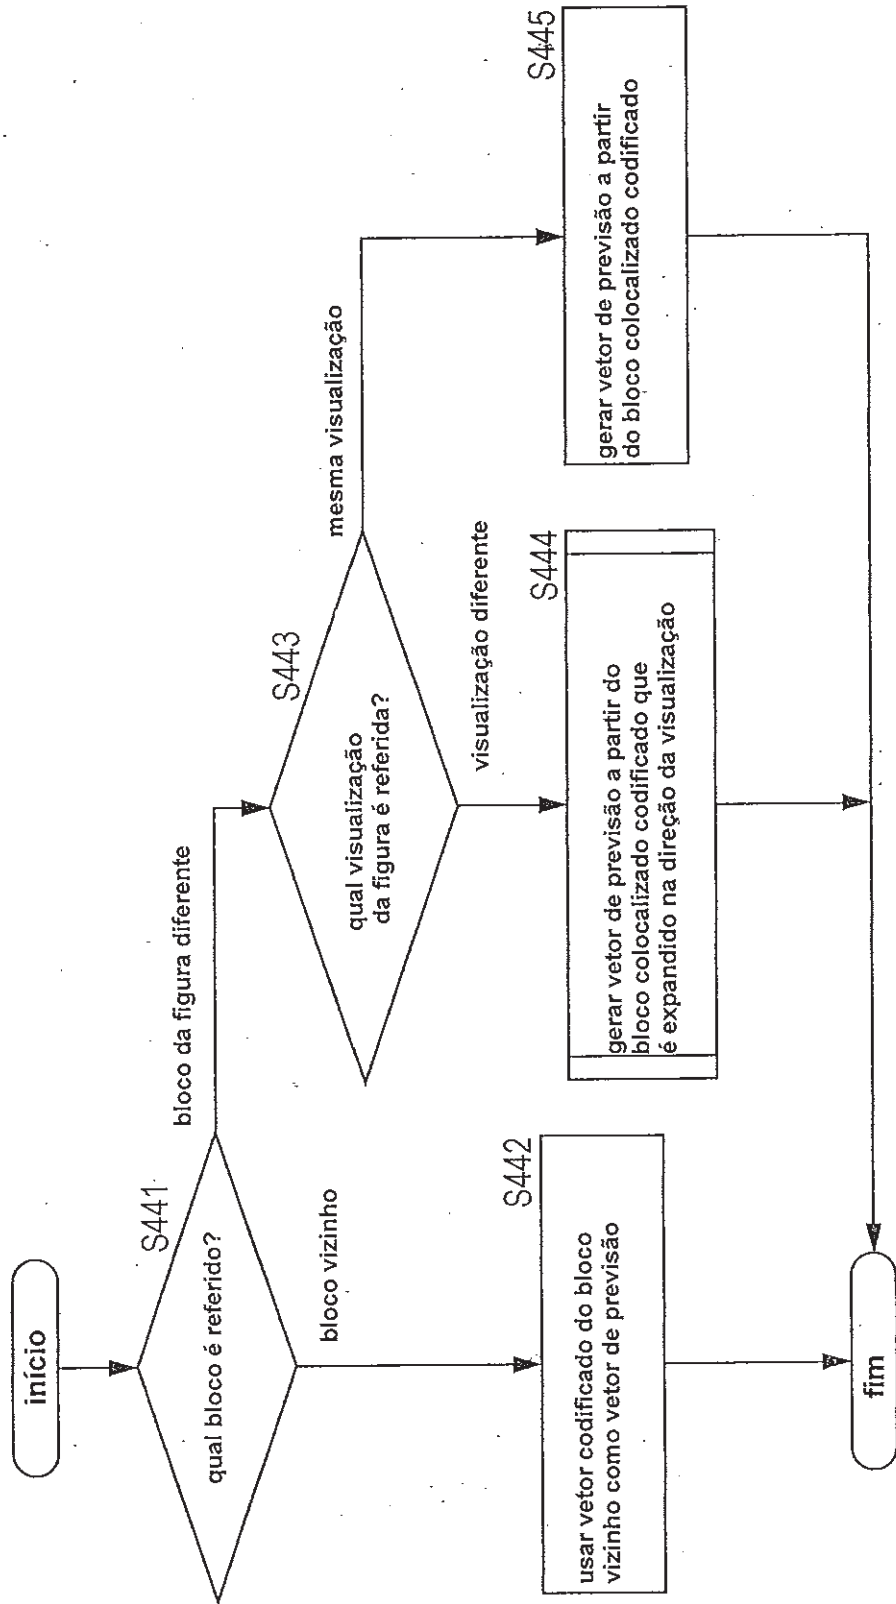 início
S441
qual bloco é referido?
bloco da figura diferente
bloco vizinho
S442
usar vetor codificado do bloco
vizinho como vetor de previsão
S443
qual visualização
da figura é referida?
mesma visualização
visualização diferente
S444
gerar vetor de previsão a partir do
bloco colocalizado codificado que
é expandido na direção da visualização
S445
gerar vetor de previsão a partir
do bloco colocalizado codificado
fim